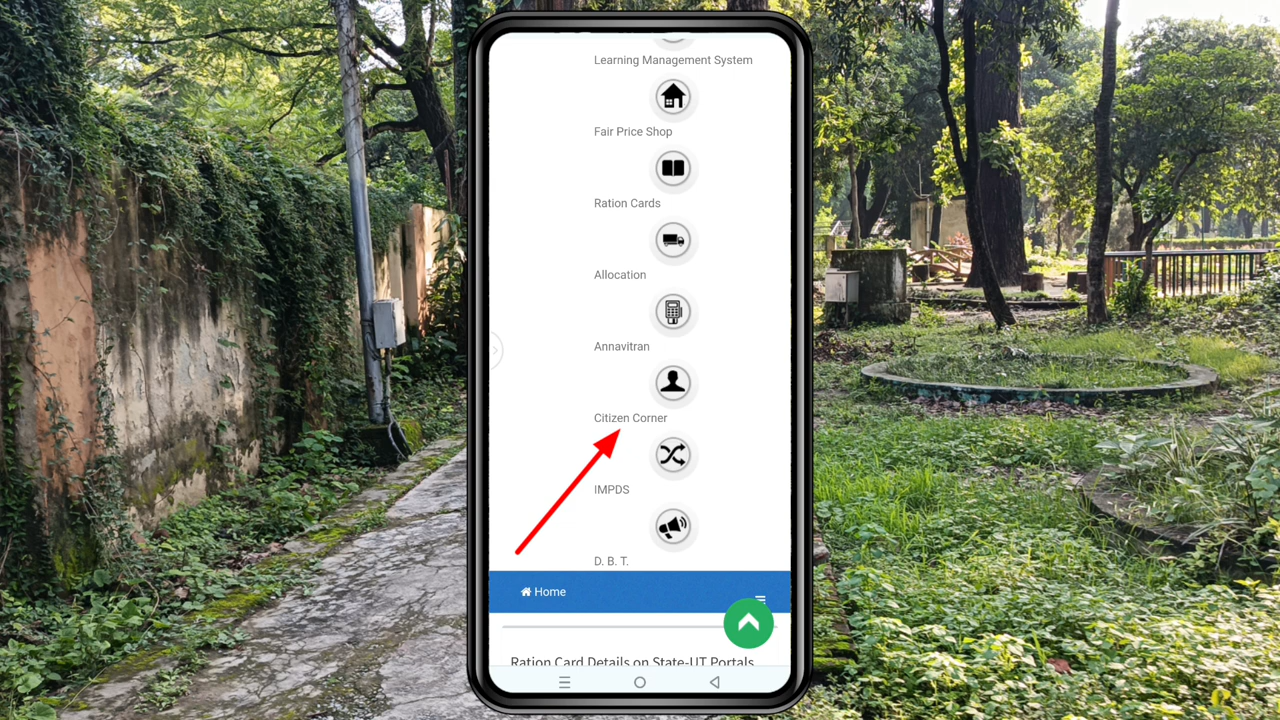 Learning Management System
Fair Price Shop
Ration Cards
Allocation
Annavitran
Citizen Corner
IMPDS
D. B. T.
Home
Ration Card Details on State-UT Portals